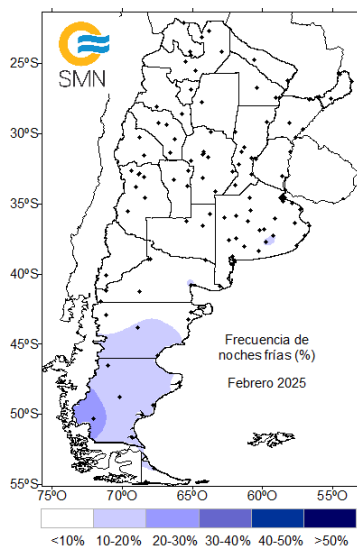 SMN
25°S
30°S
35°S
40°S
45°S
50°S
55°S
Frecuencia de
noches frías (%)
Febrero 2025
75°O 70°O 65°O 60°O 55°O
<10% 10-20% 20-30% 30-40% 40-50% >50%